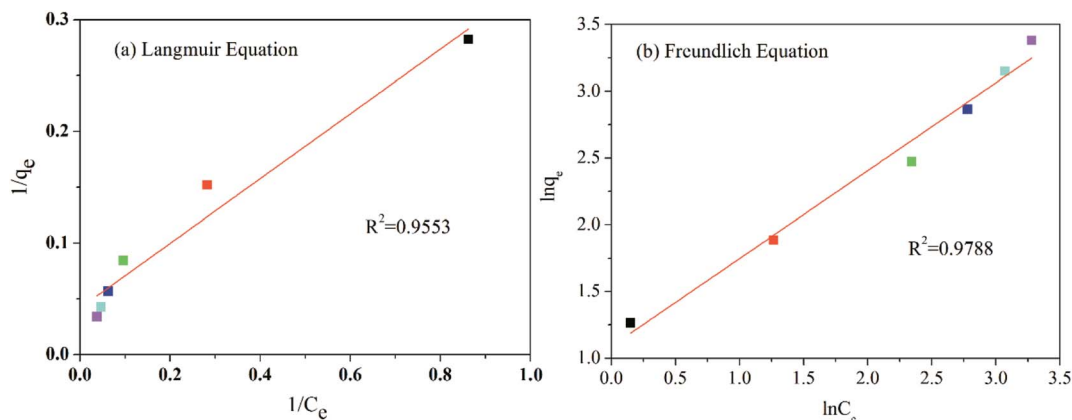 (a) Langmuir Equation
0.3
0.2
0.1
0.0
1/qe
R2=0.9553
0.0 0.2 0.4 0.6 0.8 1.0
1/Ce
(b) Freundlich Equation
3.5
3.0
2.5
2.0
1.5
1.0
lnqe
R2=0.9788
0.0 0.5 1.0 1.5 2.0 2.5 3.0 3.5
lnCe